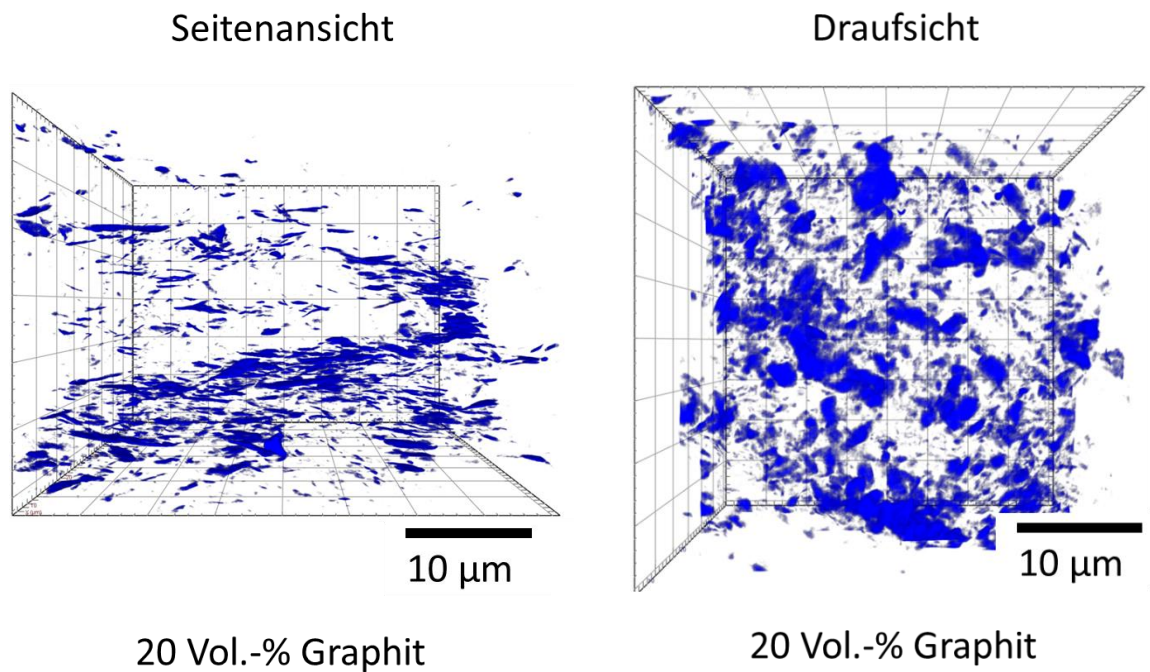 Seitenansicht
Draufsicht
10 µm
10 µm
20 Vol.-% Graphit
20 Vol.-% Graphit